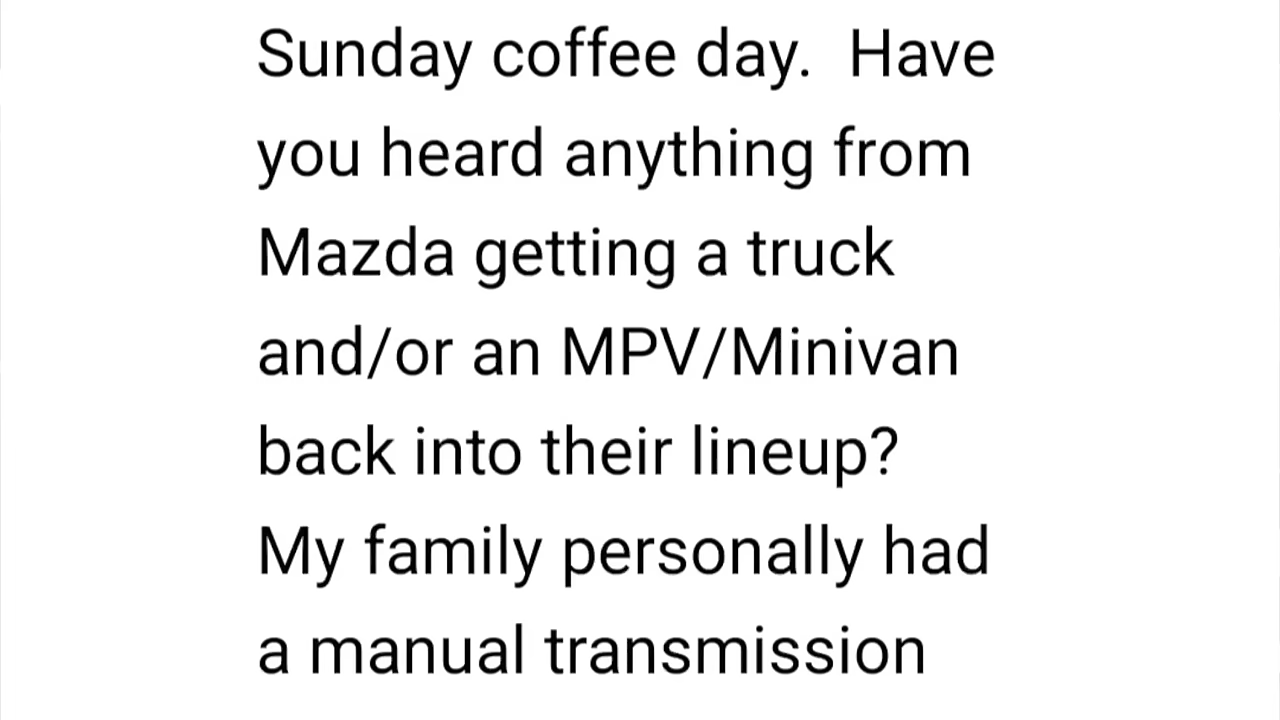 Sunday coffee day.  Have
you heard anything from
Mazda getting a truck
and/or an MPV/Minivan
back into their lineup?
My family personally had
a manual transmission